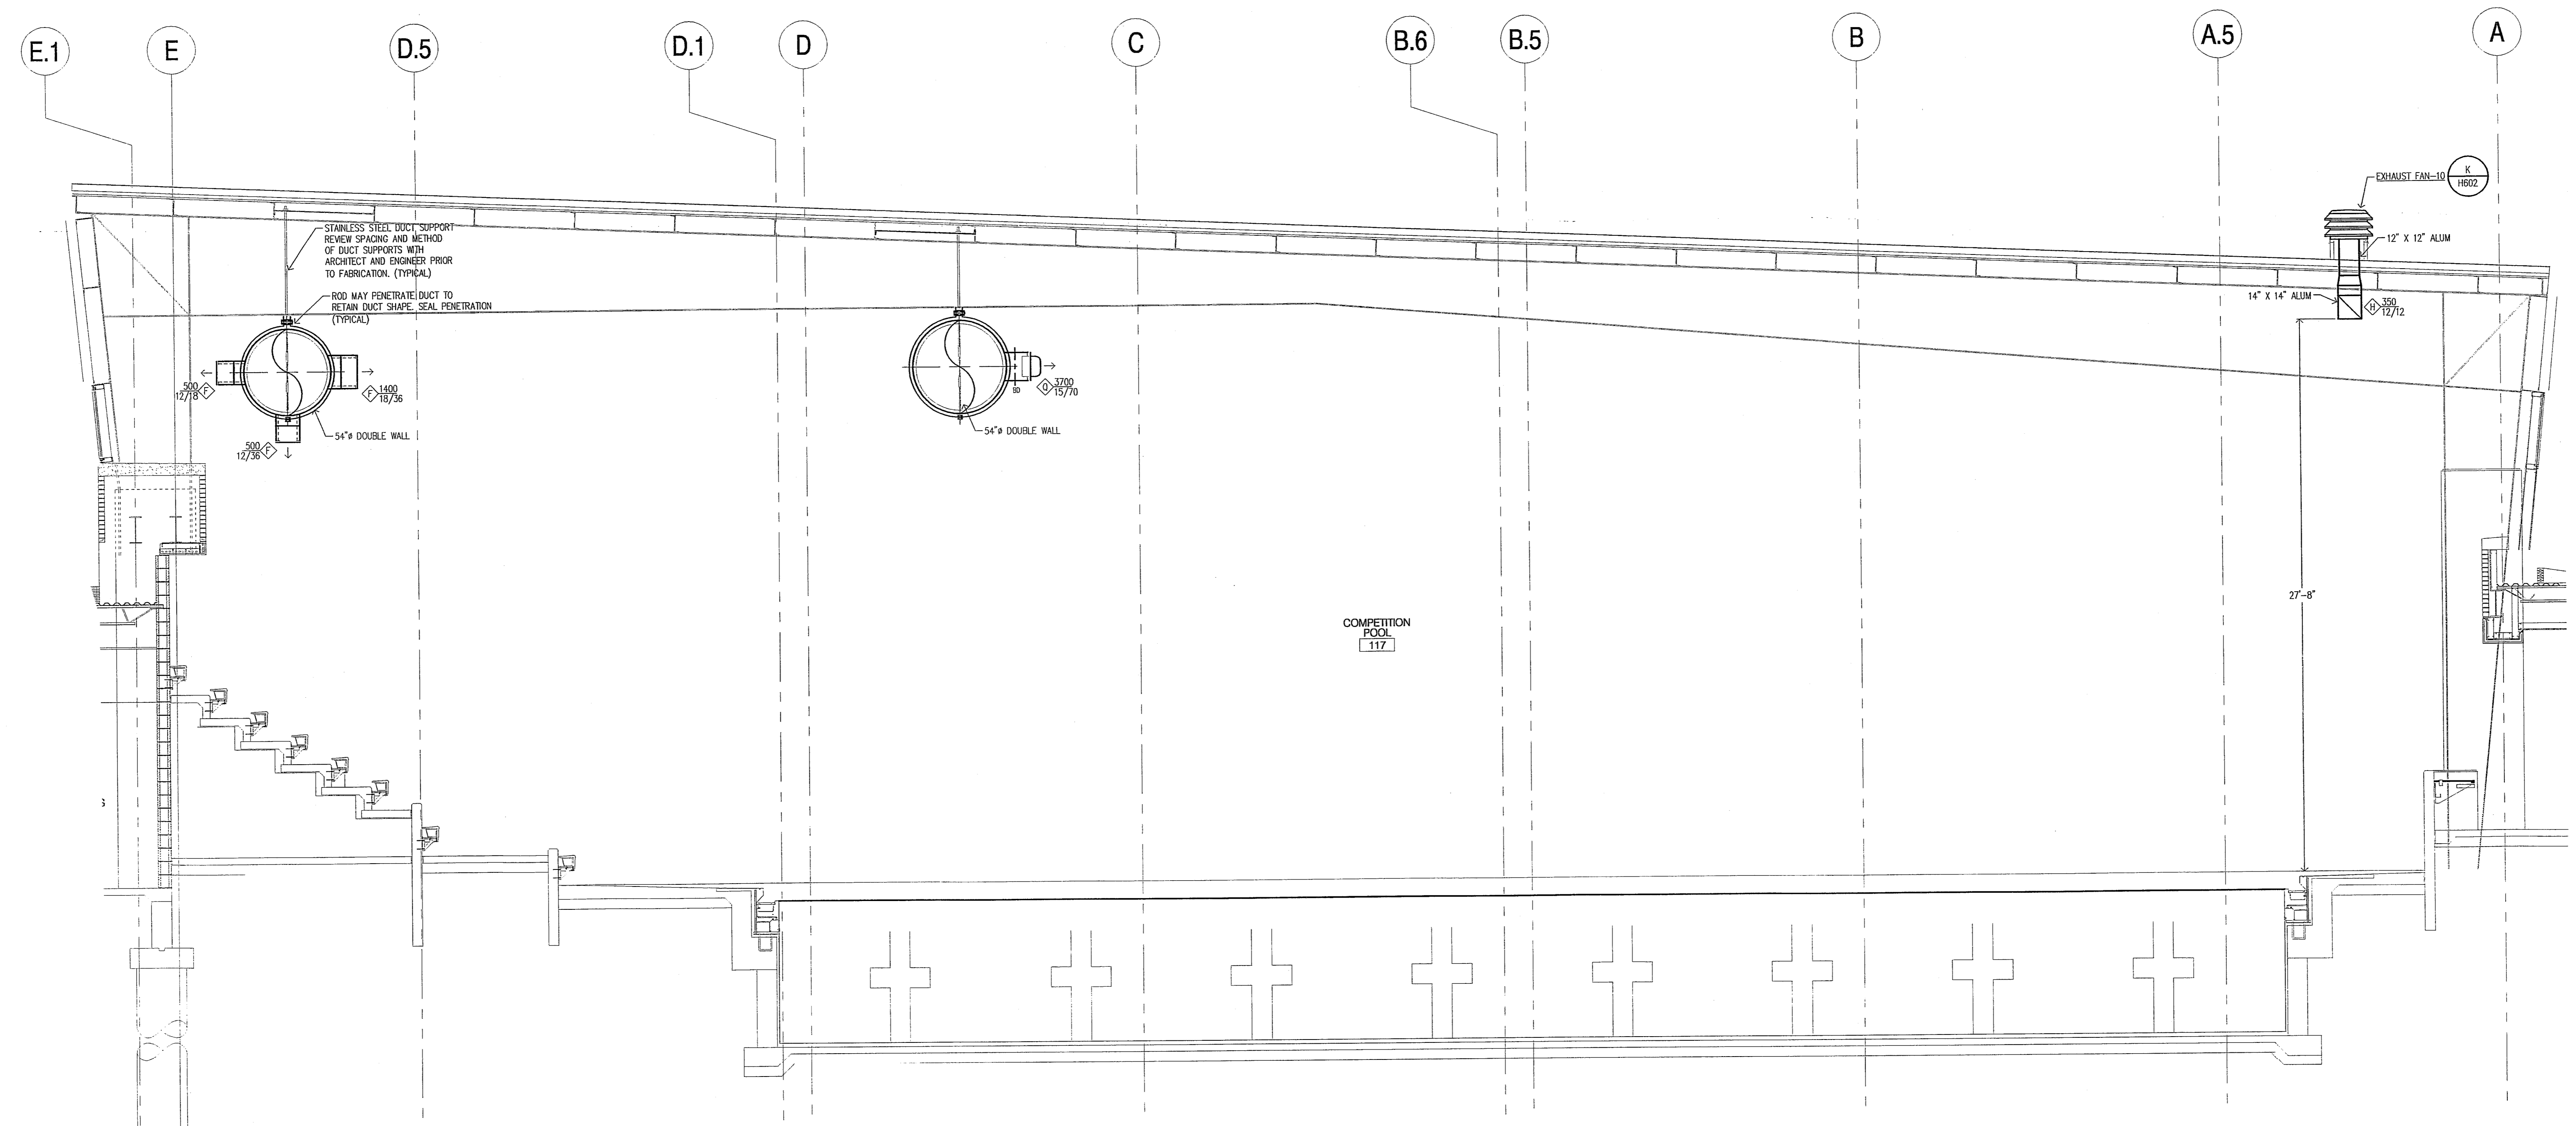 E.1
E
D.5
D.1
D
C
B.6
B.5
B
A.5
A
EXHAUST FAN-10
K
H602
12" X 12" ALUM
14" X 14" ALUM
H
350
12/12
STAINLESS STEEL DUCT SUPPORT
REVIEW SPACING AND METHOD
OF DUCT SUPPORTS WITH
ARCHITECT AND ENGINEER PRIOR
TO FABRICATION. (TYPICAL)
ROD MAY PENETRATE DUCT TO
RETAIN DUCT SHAPE. SEAL PENETRATION
(TYPICAL)
500
12/18
F
F
1400
18/36
54"ø DOUBLE WALL
500
12/36
F
BD
Q
3700
15/70
54"ø DOUBLE WALL
27'-8"
COMPETITION
POOL
117